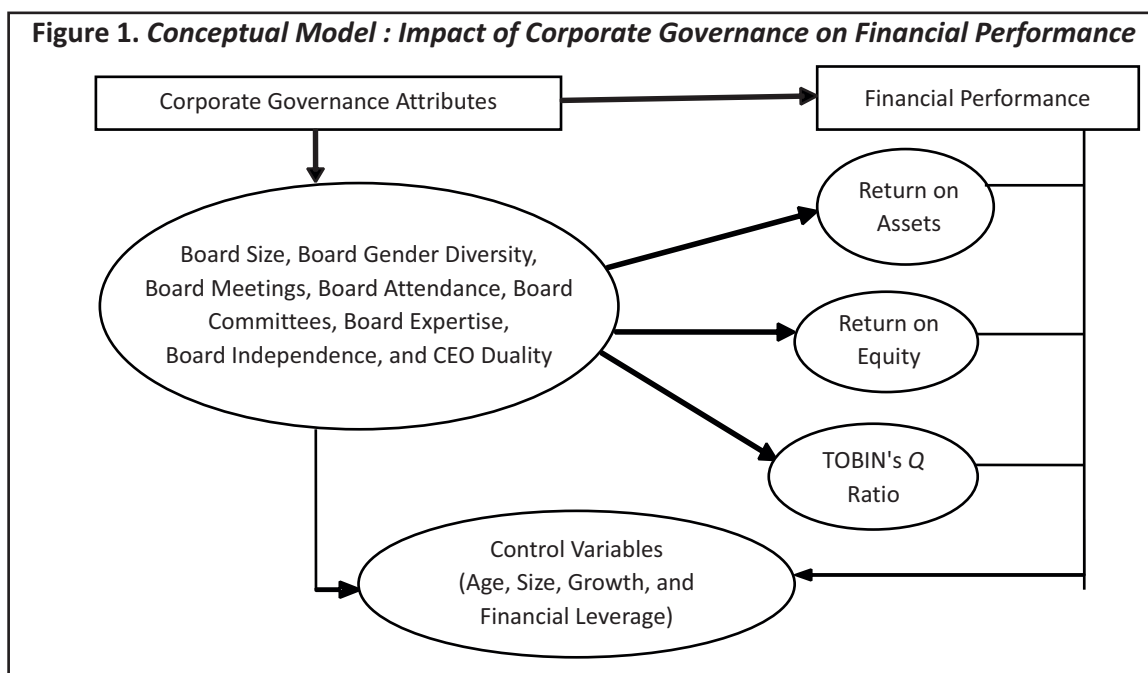 Figure 1. Conceptual Model : Impact of Corporate Governance on Financial Performance
Corporate Governance Attributes
Financial Performance
Board Size, Board Gender Diversity,
Board Meetings, Board Attendance, Board
Committees, Board Expertise,
Board Independence, and CEO Duality
Return on
Assets
Return on
Equity
TOBIN's Q
Ratio
Control Variables
(Age, Size, Growth, and
Financial Leverage)